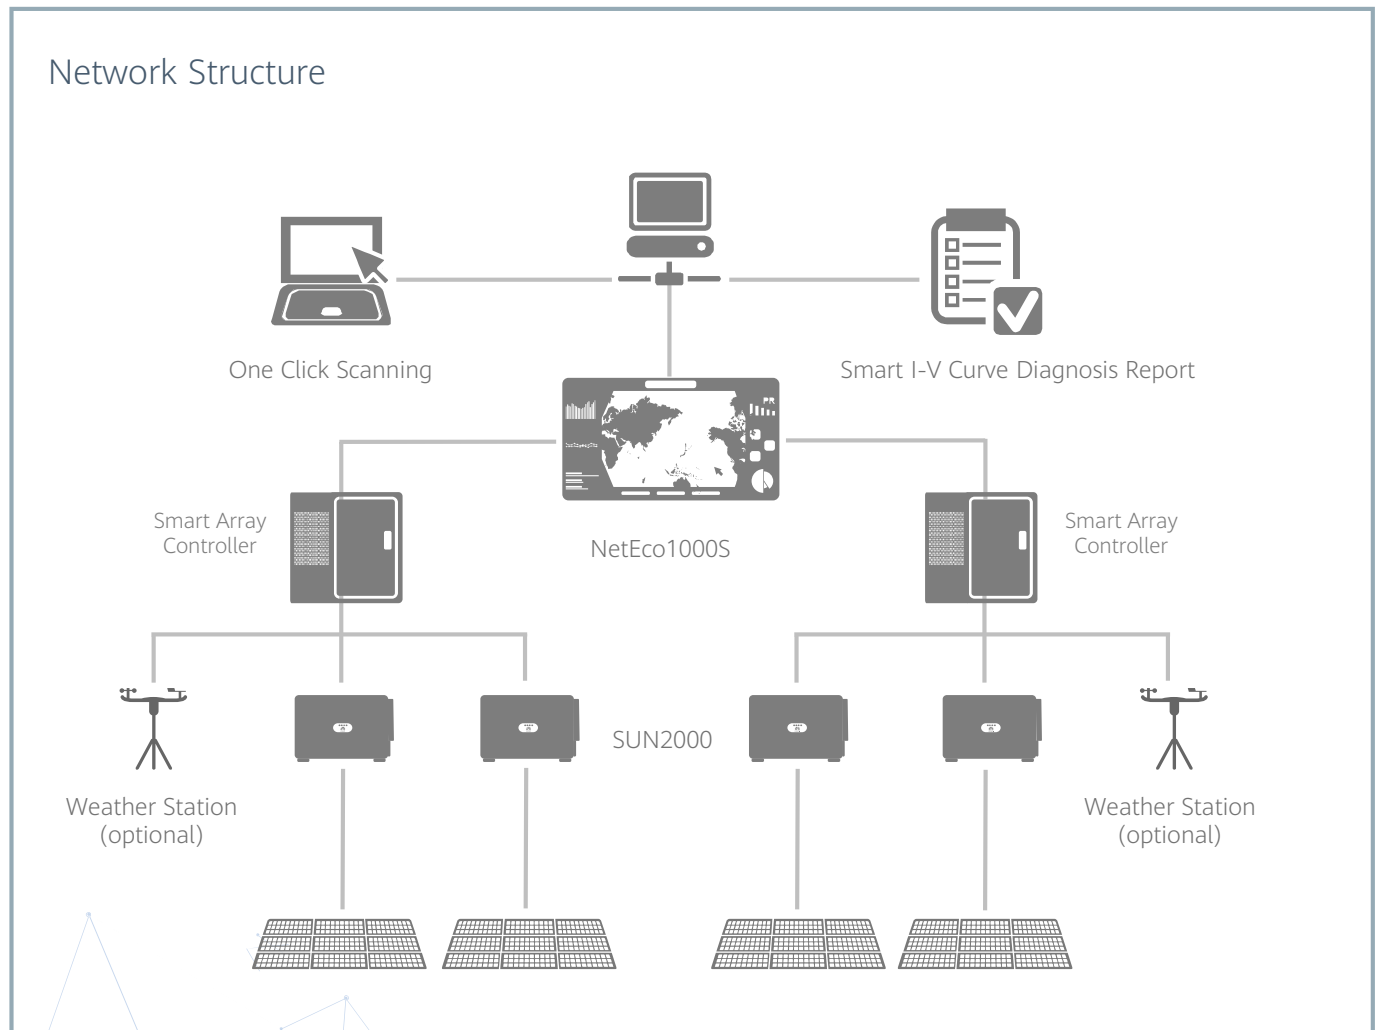 Network Structure
One Click Scanning
Smart I-V Curve Diagnosis Report
Smart Array
Controller
NetEco1000S
Smart Array
Controller
SUN2000
Weather Station
(optional)
Weather Station
(optional)